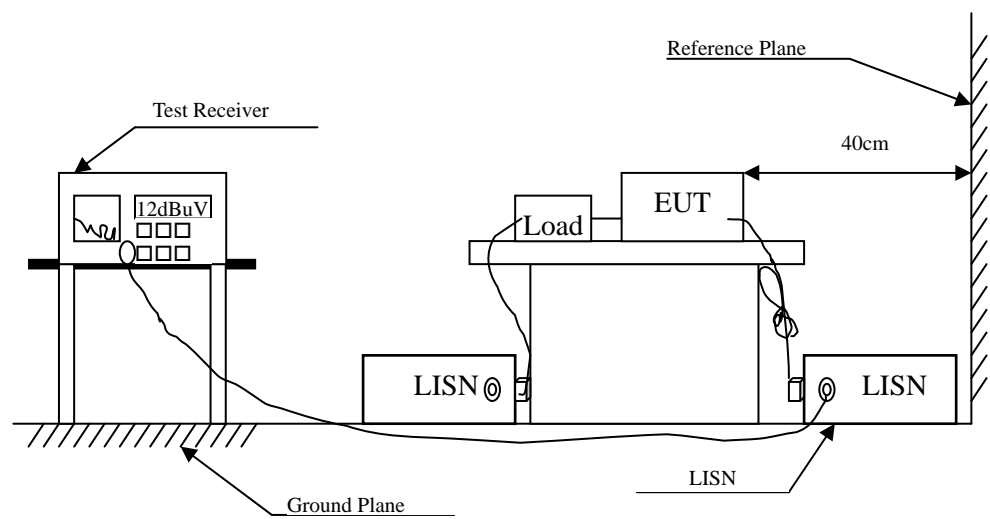 Reference Plane
Test Receiver
40cm
12dBuV
EUT
Load
LISN
LISN
LISN
Ground Plane